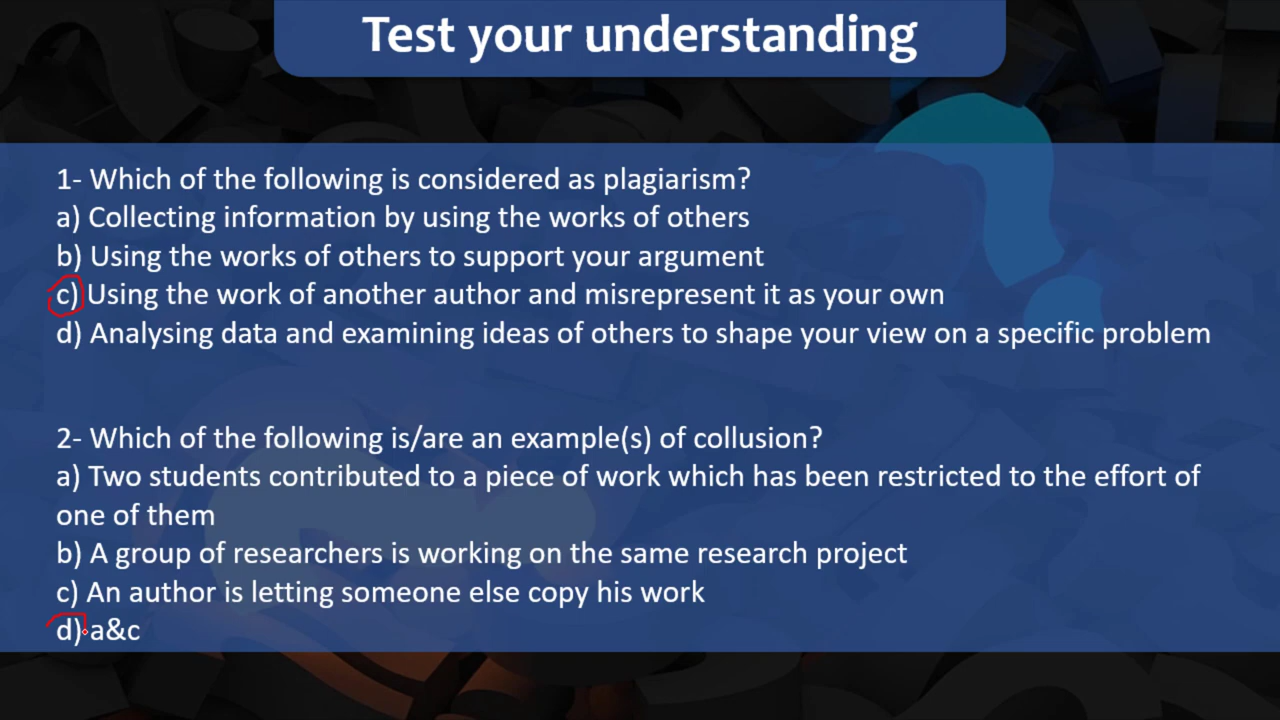 Test your understanding
1- Which of the following is considered as plagiarism?
a) Collecting information by using the works of others
b) Using the works of others to support your argument
c) Using the work of another author and misrepresent it as your own
d) Analysing data and examining ideas of others to shape your view on a specific problem
2- Which of the following is/are an example(s) of collusion?
a) Two students contributed to a piece of work which has been restricted to the effort of
one of them
b) A group of researchers is working on the same research project
c) An author is letting someone else copy his work
d) a&c